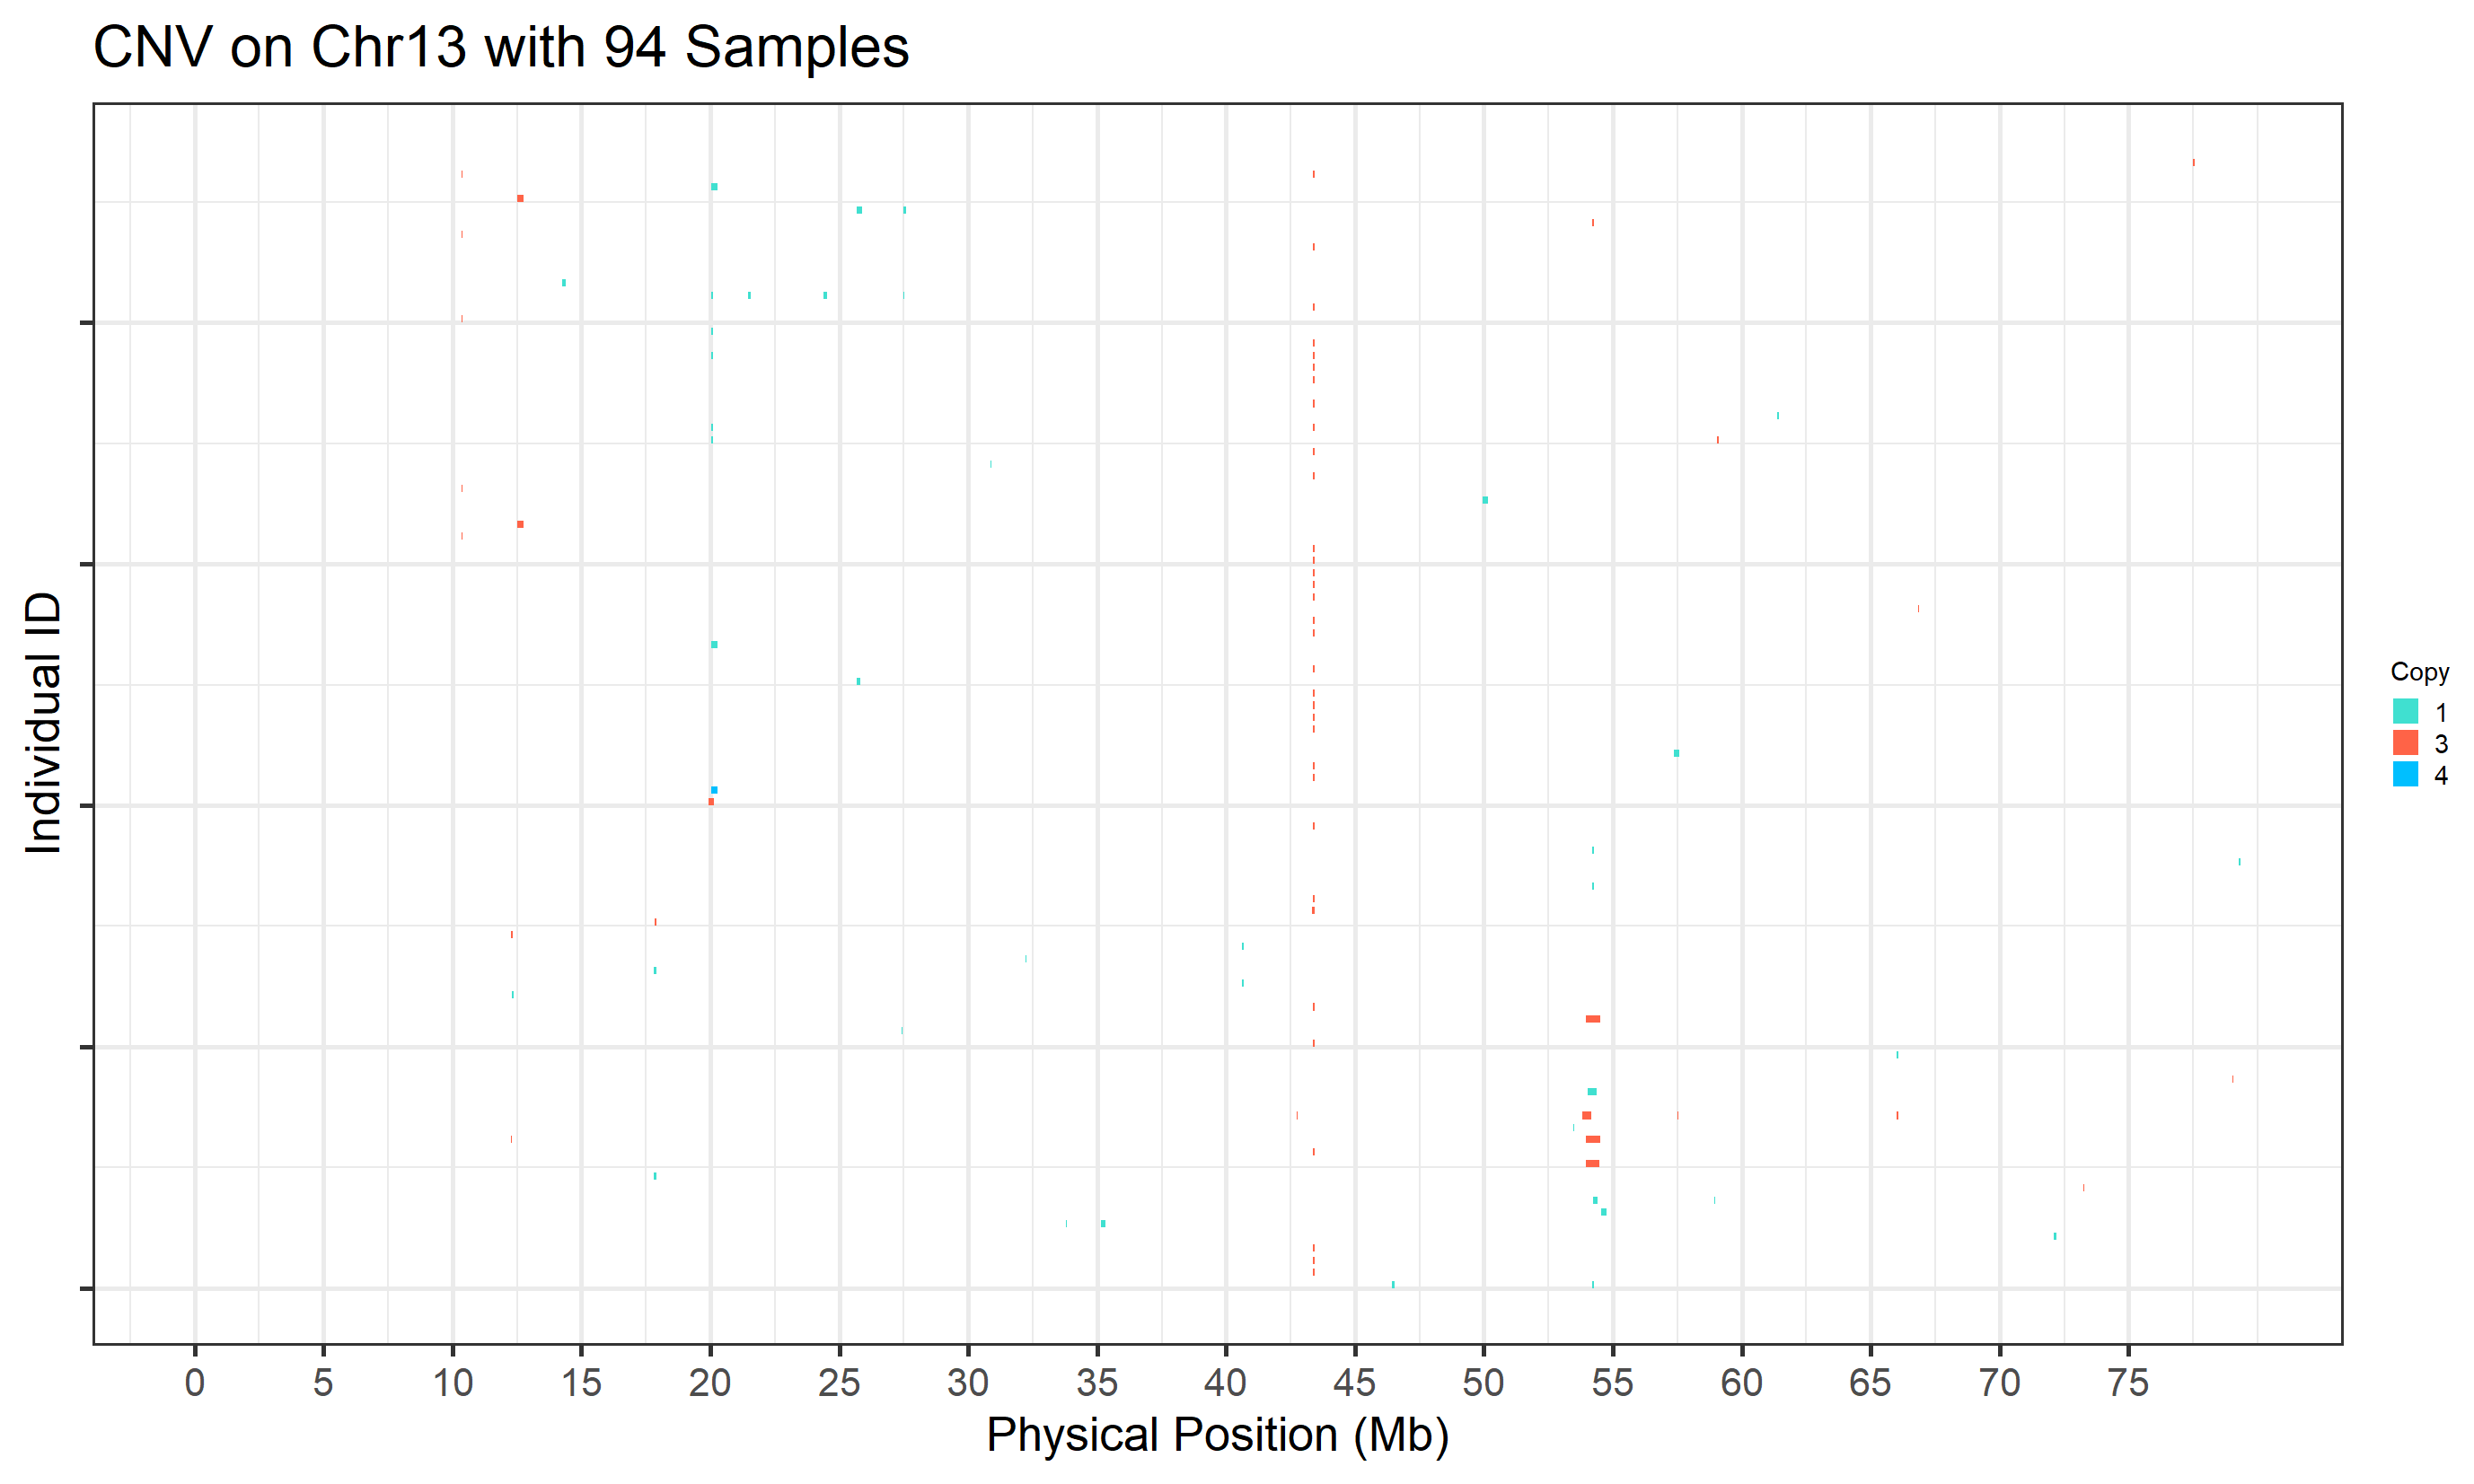 CNV on Chr13 with 94 Samples
Individual ID
Copy
1
3
4
0 5 10 15 20 25 30 35 40 45 50 55 60 65 70 75
Physical Position (Mb)